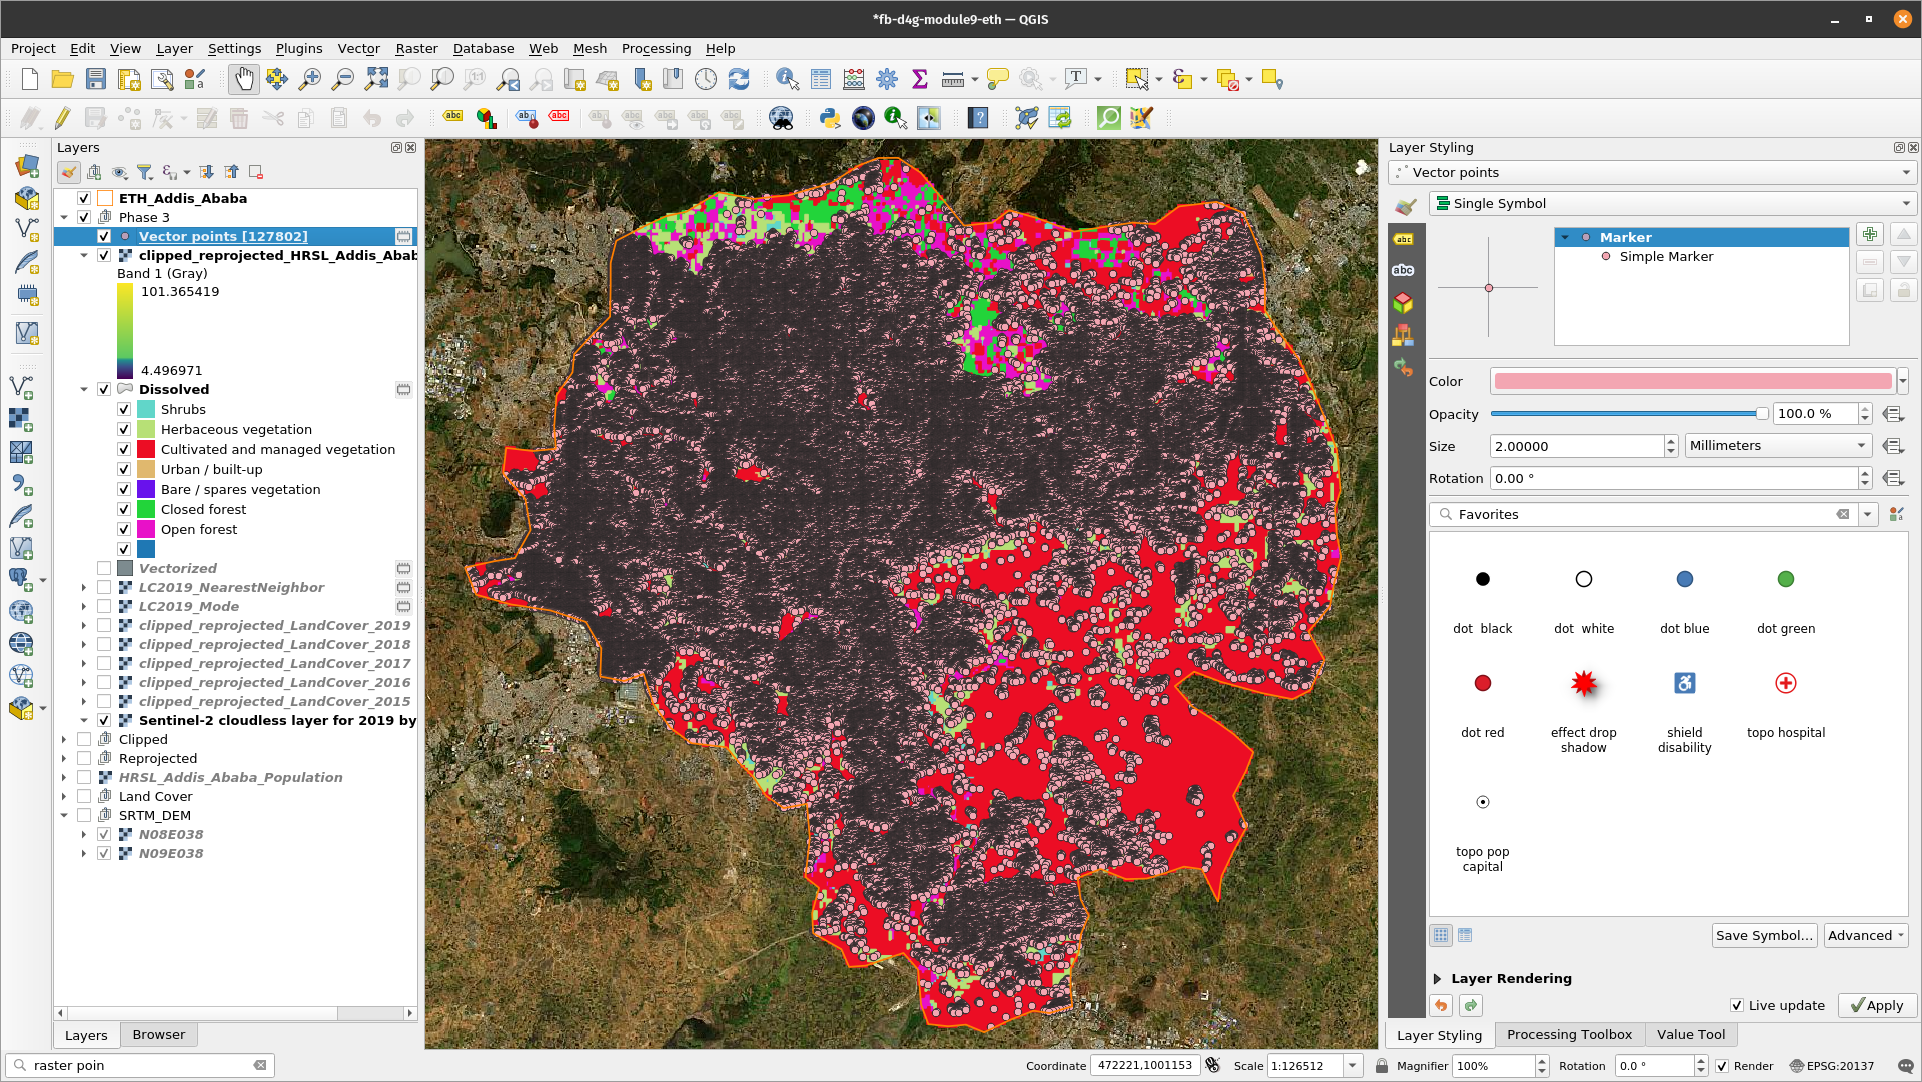 *fb-d4g-module9-eth — QGIS
Project Edit View Layer Settings Plugins Vector Raster Database Web Mesh Processing Help
Layers
ETH_Addis_Ababa
Phase 3
Vector points [127802]
clipped_reprojected_HRSL_Addis_Abab
Band 1 (Gray)
101.365419
4.496971
Dissolved
Shrubs
Herbaceous vegetation
Cultivated and managed vegetation
Urban / built-up
Bare / spares vegetation
Closed forest
Open forest
Vectorized
LC2019_NearestNeighbor
LC2019_Mode
clipped_reprojected_LandCover_2019
clipped_reprojected_LandCover_2018
clipped_reprojected_LandCover_2017
clipped_reprojected_LandCover_2016
clipped_reprojected_LandCover_2015
Sentinel-2 cloudless layer for 2019 by
Clipped
Reprojected
HRSL_Addis_Ababa_Population
Land Cover
SRTM_DEM
N08E038
N09E038
Layers Browser
raster poin
Layer Styling
Vector points
Single Symbol
Marker
Simple Marker
Color
Opacity 100.0 %
Size 2.00000 Millimeters
Rotation 0.00 °
Favorites
dot black
dot white
dot blue
dot green
dot red
effect drop
shadow
shield
disability
topo hospital
topo pop
capital
Save Symbol... Advanced
Layer Rendering
Live update Apply
Layer Styling Processing Toolbox Value Tool
Coordinate 472221,1001153 Scale 1:126512 Magnifier 100% Rotation 0.0 ° Render EPSG:20137